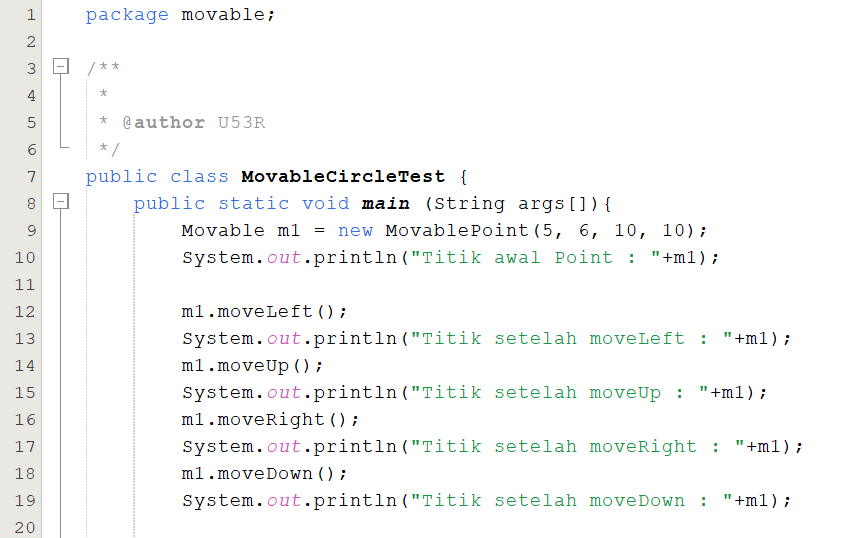 1 package movable;
2
3 /**
4 *
5 * @author U53R
6 */
7 public class MovableCircleTest {
8 public static void main (String args[]){
9 Movable m1 = new MovablePoint(5, 6, 10, 10);
10 System.out.println("Titik awal Point : "+m1);
11
12 m1.moveLeft();
13 System.out.println("Titik setelah moveLeft : "+m1);
14 m1.moveUp();
15 System.out.println("Titik setelah moveUp : "+m1);
16 m1.moveRight();
17 System.out.println("Titik setelah moveRight : "+m1);
18 m1.moveDown();
19 System.out.println("Titik setelah moveDown : "+m1);
20